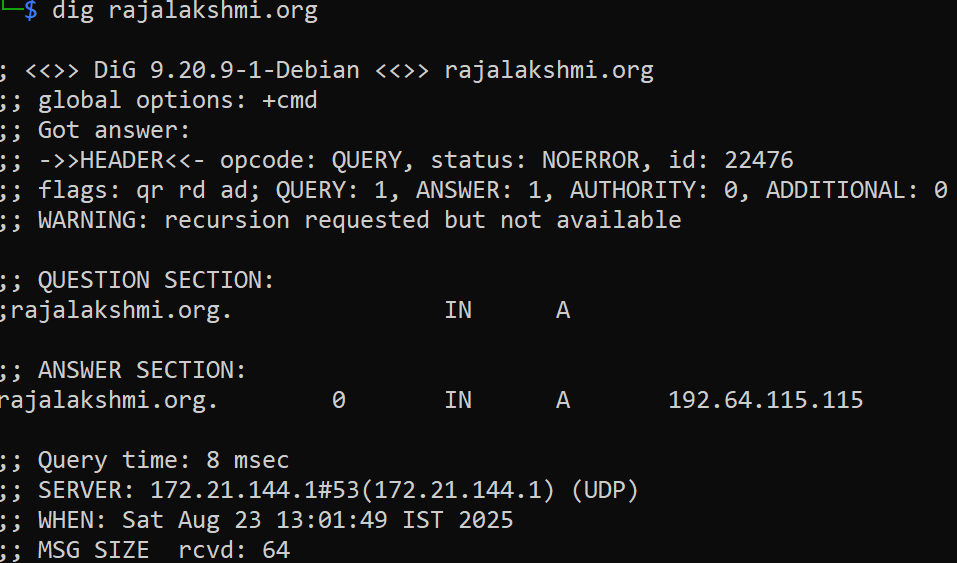 └─$ dig rajalakshmi.org
; <<>> DiG 9.20.9-1-Debian <<>> rajalakshmi.org
;; global options: +cmd
;; Got answer:
;; ->>HEADER<<- opcode: QUERY, status: NOERROR, id: 22476
;; flags: qr rd ad; QUERY: 1, ANSWER: 1, AUTHORITY: 0, ADDITIONAL: 0
;; WARNING: recursion requested but not available
;; QUESTION SECTION:
;rajalakshmi.org. IN A
;; ANSWER SECTION:
rajalakshmi.org. 0 IN A 192.64.115.115
;; Query time: 8 msec
;; SERVER: 172.21.144.1#53(172.21.144.1) (UDP)
;; WHEN: Sat Aug 23 13:01:49 IST 2025
;; MSG SIZE rcvd: 64